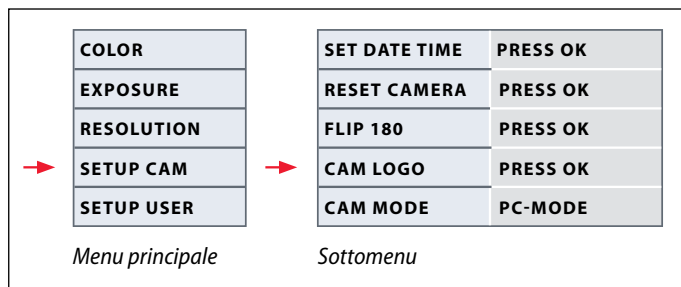 COLOR
EXPOSURE
RESOLUTION
SETUP CAM
SETUP USER
Menu principale
SET DATE TIME PRESS OK
RESET CAMERA PRESS OK
FLIP 180 PRESS OK
CAM LOGO PRESS OK
CAM MODE PC-MODE
Sottomenu